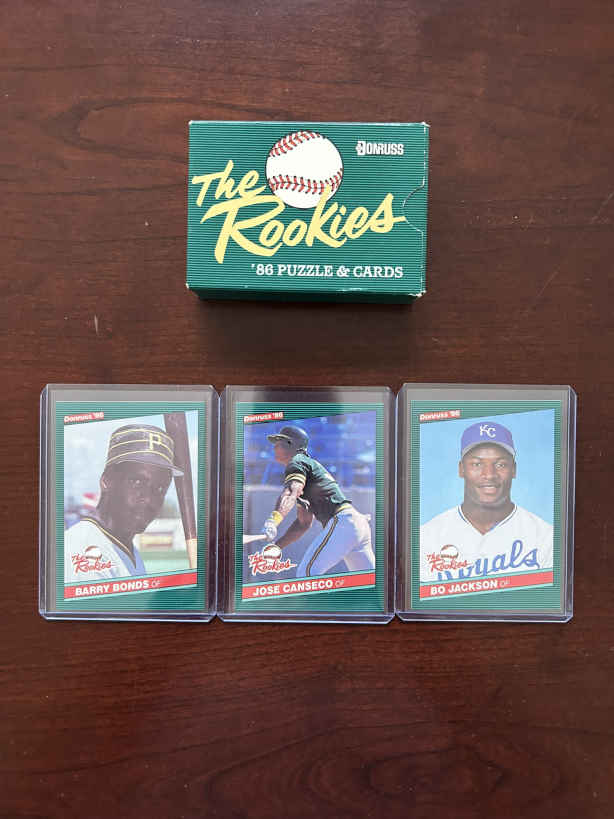 DONRUSS
The
Rookies
'86 PUZZLE & CARDS
Donruss '86
P
The
Rookies
BARRY BONDS OF
Donruss '86
The
Rookies
JOSE CANSECO OF
Donruss '86
KC
Royals
The
Rookies
BO JACKSON OF